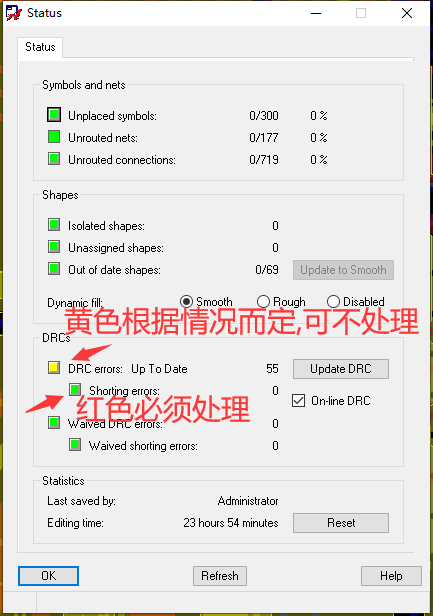 Status
Status
Symbols and nets
Unplaced symbols: 0/300 0 %
Unrouted nets: 0/177 0 %
Unrouted connections: 0/719 0 %
Shapes
Isolated shapes: 0
Unassigned shapes: 0
Out of date shapes: 0/69 Update to Smooth
Dynamic fill: Smooth Rough Disabled
黄色根据情况而定,可不处理
DRCs
DRC errors: Up To Date 55 Update DRC
Shorting errors: 0
On-line DRC
红色必须处理
Waived DRC errors: 0
Waived shorting errors: 0
Statistics
Last saved by: Administrator
Editing time: 23 hours 54 minutes Reset
OK Refresh Help